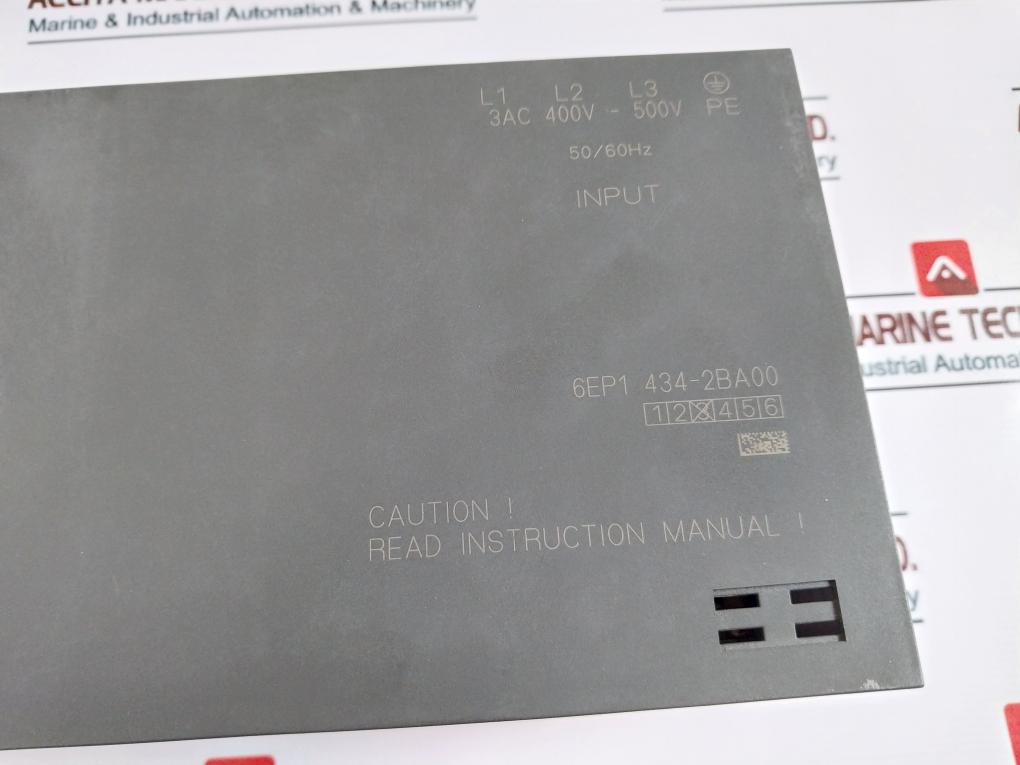 Marine & Industrial Automation & Machinery
L1 L2 L3
3AC 400V - 500V PE
50/60Hz
INPUT
ARINE TEC
ustrial Automa
6EP1 434-2BA00
1 2 3 4 5 6
CAUTION !
READ INSTRUCTION MANUAL !